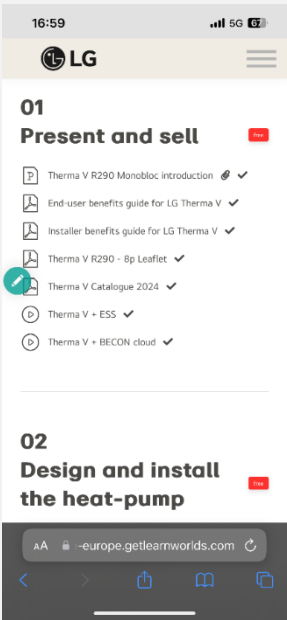 16:59
5G 67
LG
01
Present and sell
free
Therma V R290 Monobloc introduction
End-user benefits guide for LG Therma V
Installer benefits guide for LG Therma V
Therma V R290 - 8p Leaflet
Therma V Catalogue 2024
Therma V + ESS
Therma V + BECON cloud
02
Design and install
the heat-pump
free
AA -europe.getlearnworlds.com